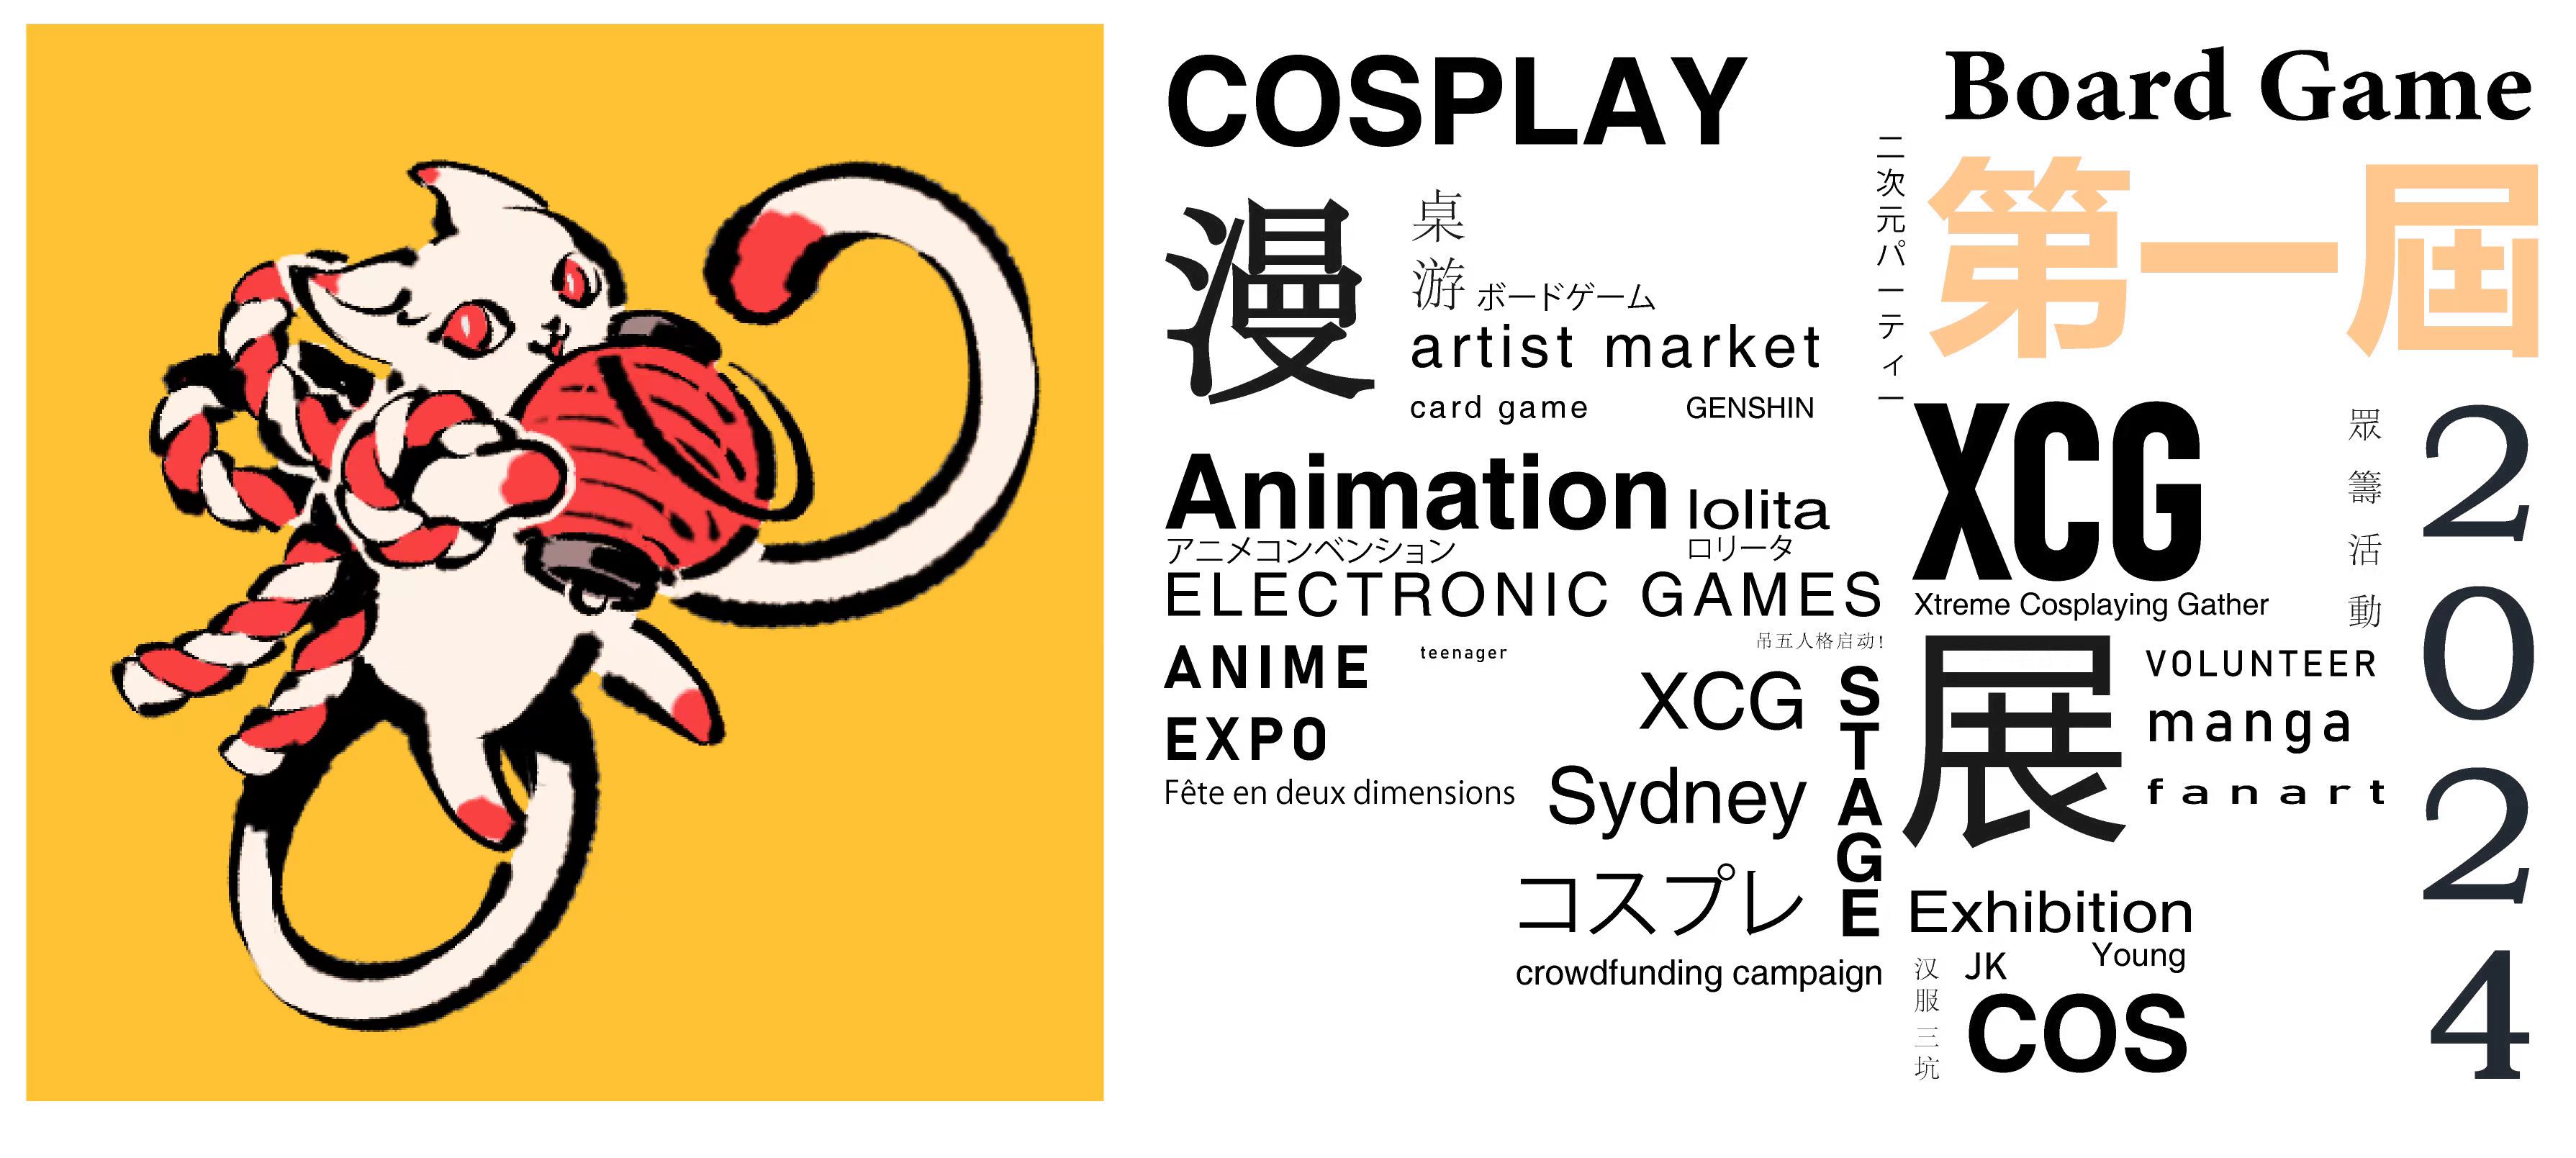 COSPLAY
漫
桌游
ボードゲーム
artist market
card game
GENSHIN
Animation
lolita
アニメコンベンション
ロリータ
ELECTRONIC GAMES
吊五人格启动!
ANIME
teenager
EXPO
XCG
Fête en deux dimensions
Sydney
STAGE
コスプレ
crowdfunding campaign
二次元パーティー
Board Game
第一屆
XCG
Xtreme Cosplaying Gather
眾籌活動
2024
展
VOLUNTEER
manga
fanart
Exhibition
Young
JK
汉服三坑
COS